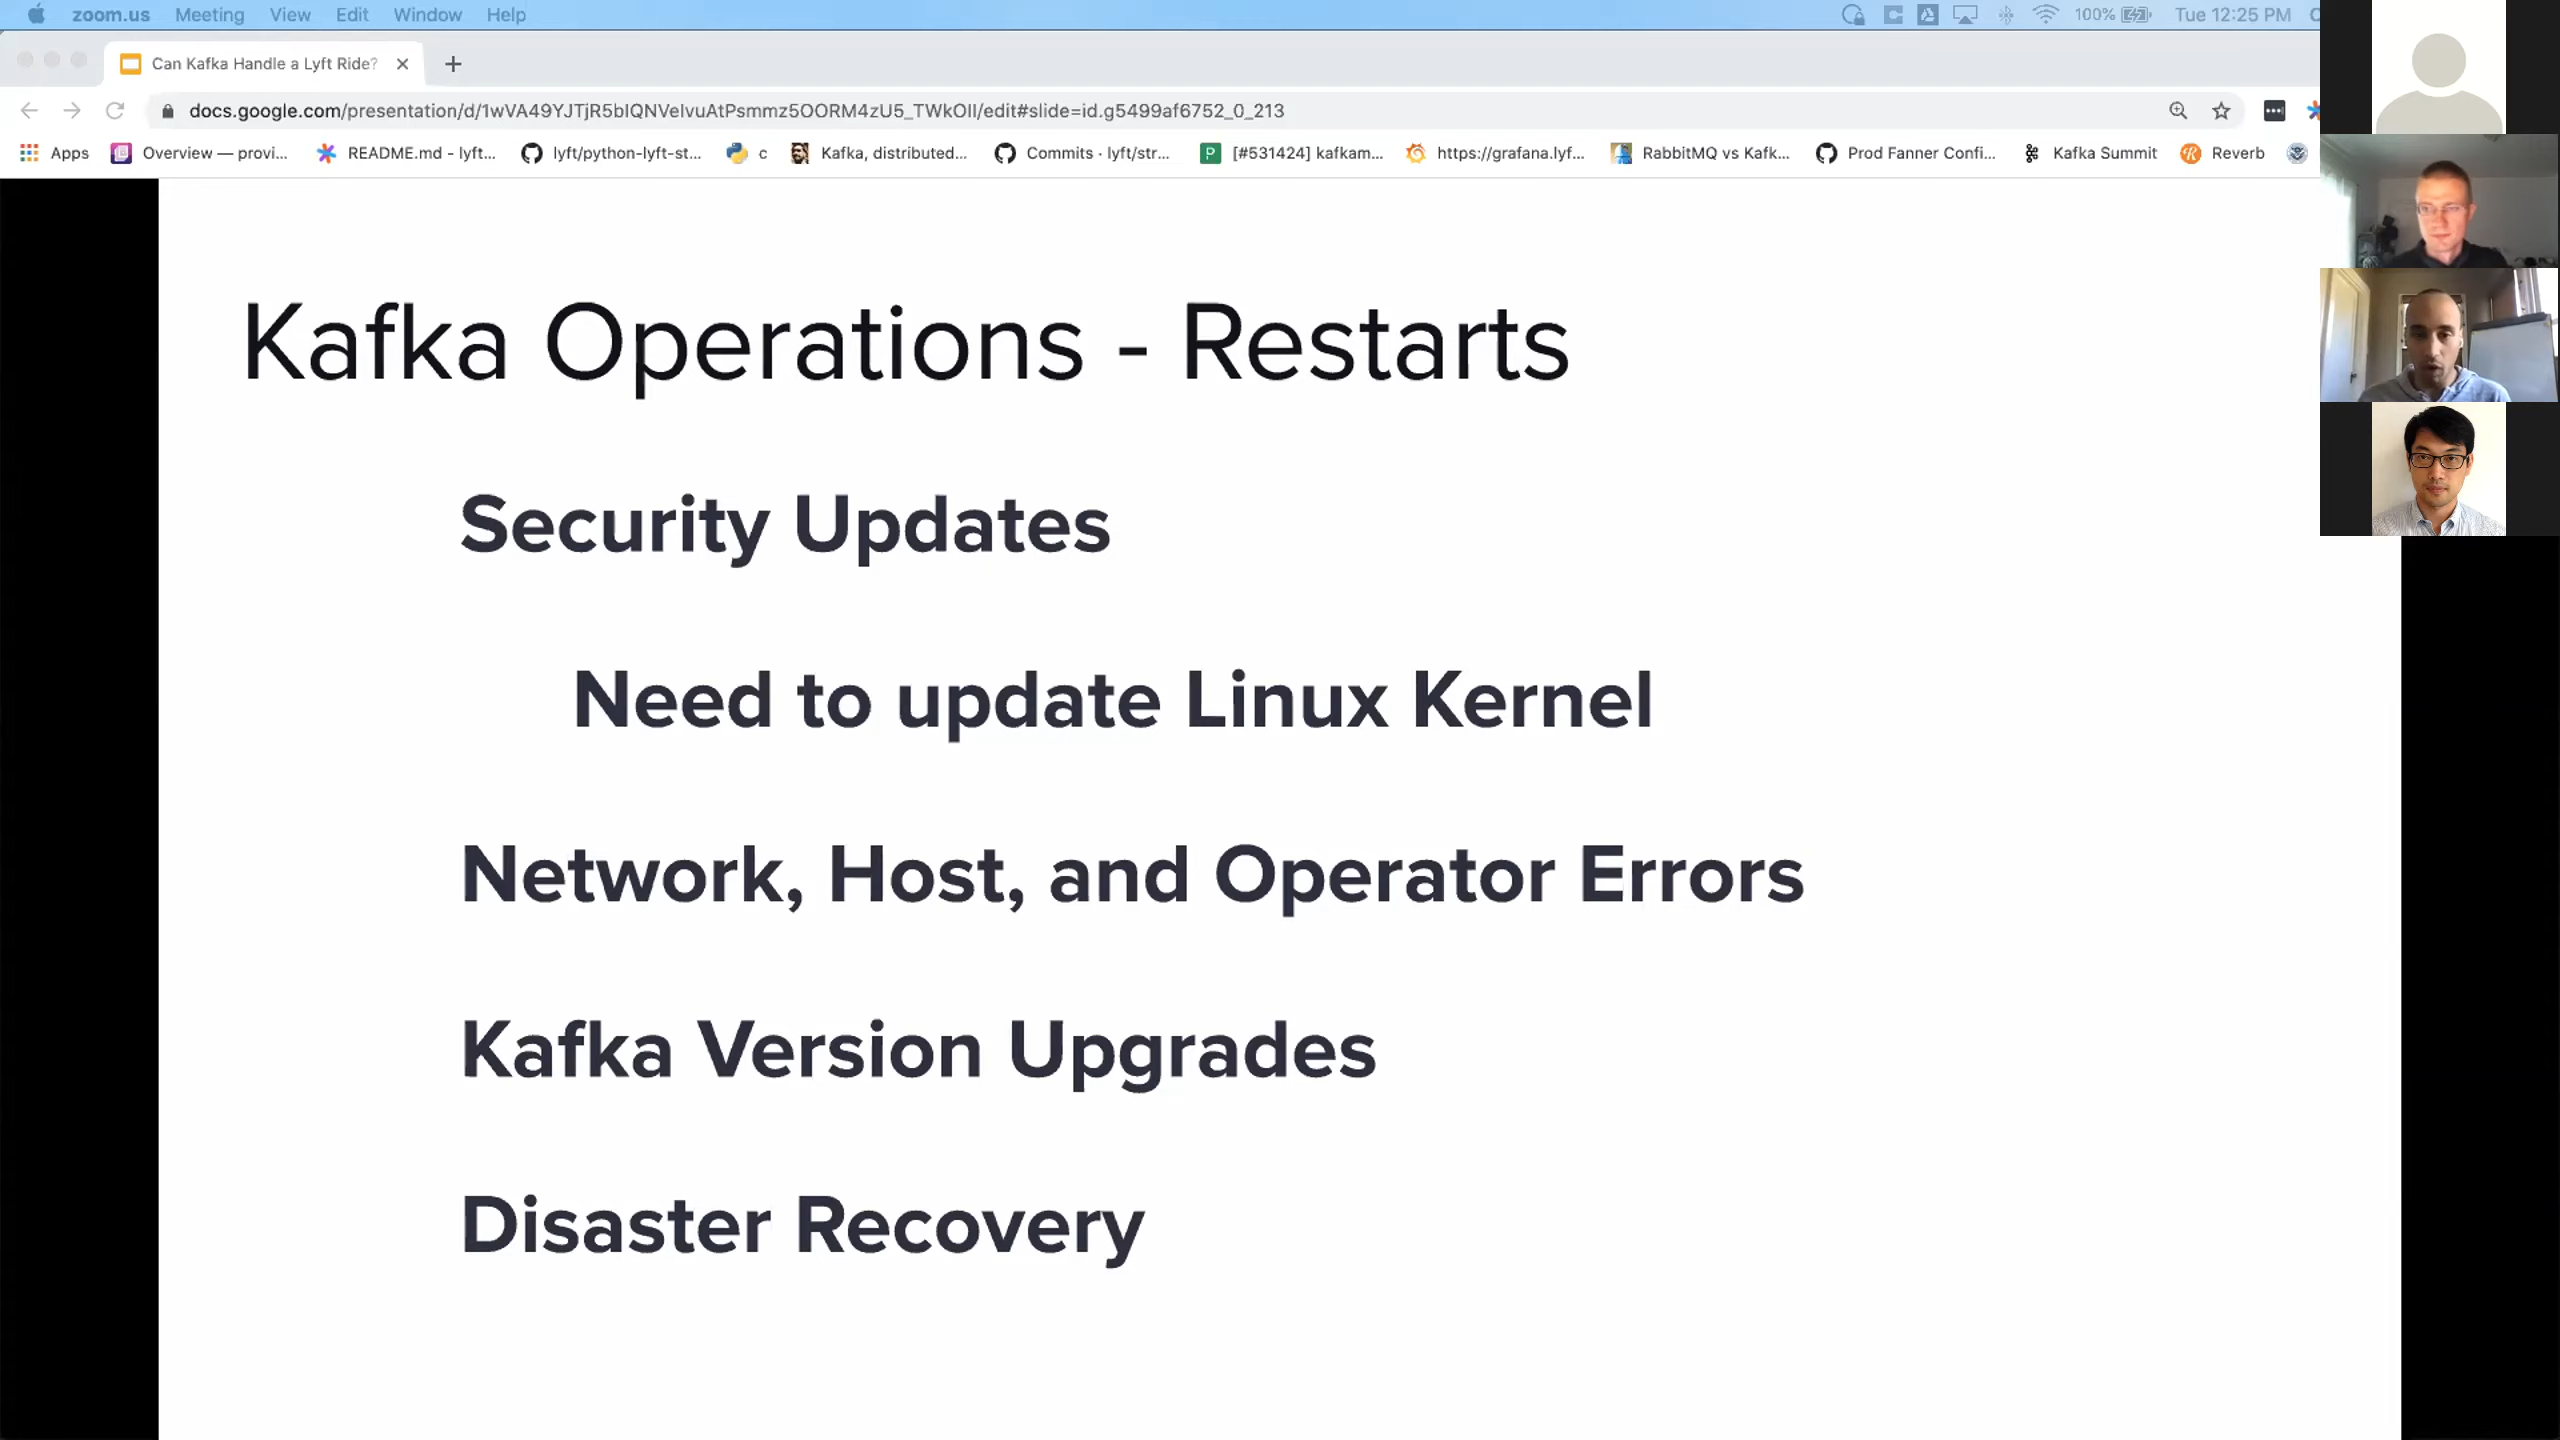 zoom.us Meeting View Edit Window Help 100% Tue 12:25 PM
Can Kafka Handle a Lyft Ride?
docs.google.com/presentation/d/1wVA49YJTjR5bIQNVeIvuAtPsmmz5OORM4zU5_TWkOII/edit#slide=id.g5499af6752_0_213
Apps Overview — provi... README.md - lyft... lyft/python-lyft-st... c Kafka, distributed... Commits · lyft/str... [#531424] kafkam... https://grafana.lyf... RabbitMQ vs Kafk... Prod Fanner Confi... Kafka Summit Reverb
Kafka Operations - Restarts
Security Updates
Need to update Linux Kernel
Network, Host, and Operator Errors
Kafka Version Upgrades
Disaster Recovery